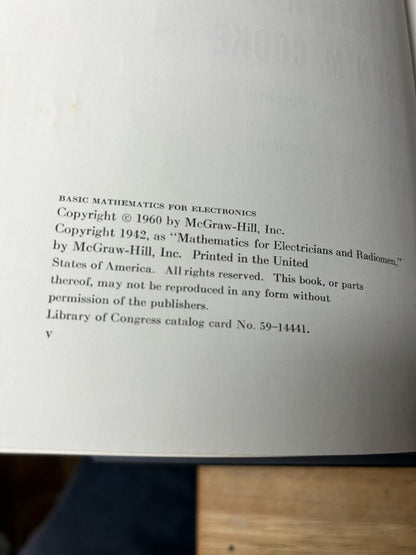 BASIC MATHEMATICS FOR ELECTRONICS
Copyright © 1960 by McGraw-Hill, Inc.
Copyright 1942, as "Mathematics for Electricians and Radiomen,"
by McGraw-Hill, Inc. Printed in the United
States of America. All rights reserved. This book, or parts
thereof, may not be reproduced in any form without
permission of the publishers.
Library of Congress catalog card No. 59-14441.
V